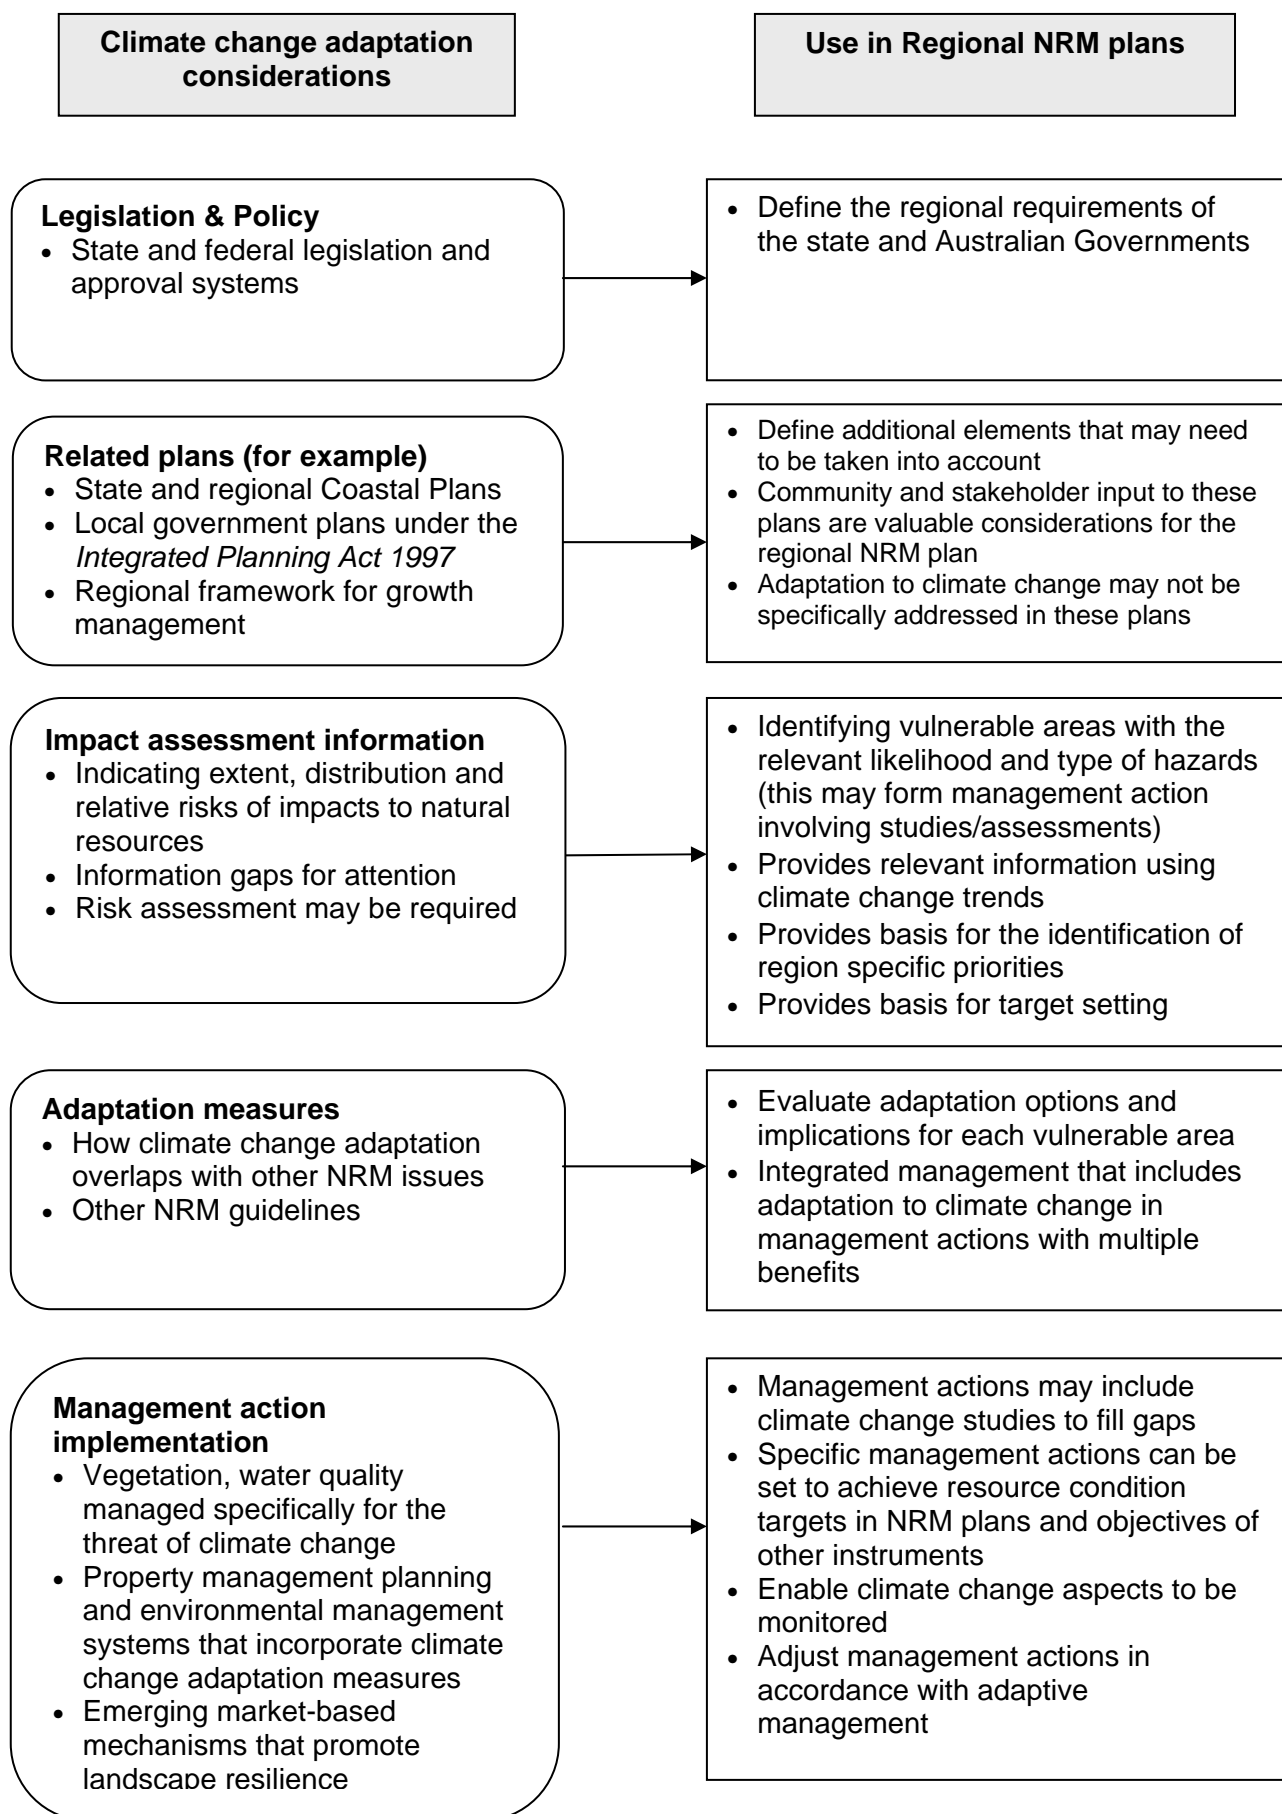 Climate change adaptation
considerations
Use in Regional NRM plans
Legislation & Policy
• State and federal legislation and
approval systems
• Define the regional requirements of
the state and Australian Governments
Related plans (for example)
• State and regional Coastal Plans
• Local government plans under the
Integrated Planning Act 1997
• Regional framework for growth
management
• Define additional elements that may need
to be taken into account
• Community and stakeholder input to these
plans are valuable considerations for the
regional NRM plan
• Adaptation to climate change may not be
specifically addressed in these plans
Impact assessment information
• Indicating extent, distribution and
relative risks of impacts to natural
resources
• Information gaps for attention
• Risk assessment may be required
• Identifying vulnerable areas with the
relevant likelihood and type of hazards
(this may form management action
involving studies/assessments)
• Provides relevant information using
climate change trends
• Provides basis for the identification of
region specific priorities
• Provides basis for target setting
Adaptation measures
• How climate change adaptation
overlaps with other NRM issues
• Other NRM guidelines
• Evaluate adaptation options and
implications for each vulnerable area
• Integrated management that includes
adaptation to climate change in
management actions with multiple
benefits
Management action
implementation
• Vegetation, water quality
managed specifically for the
threat of climate change
• Property management planning
and environmental management
systems that incorporate climate
change adaptation measures
• Emerging market-based
mechanisms that promote
landscape resilience
• Management actions may include
climate change studies to fill gaps
• Specific management actions can be
set to achieve resource condition
targets in NRM plans and objectives of
other instruments
• Enable climate change aspects to be
monitored
• Adjust management actions in
accordance with adaptive
management